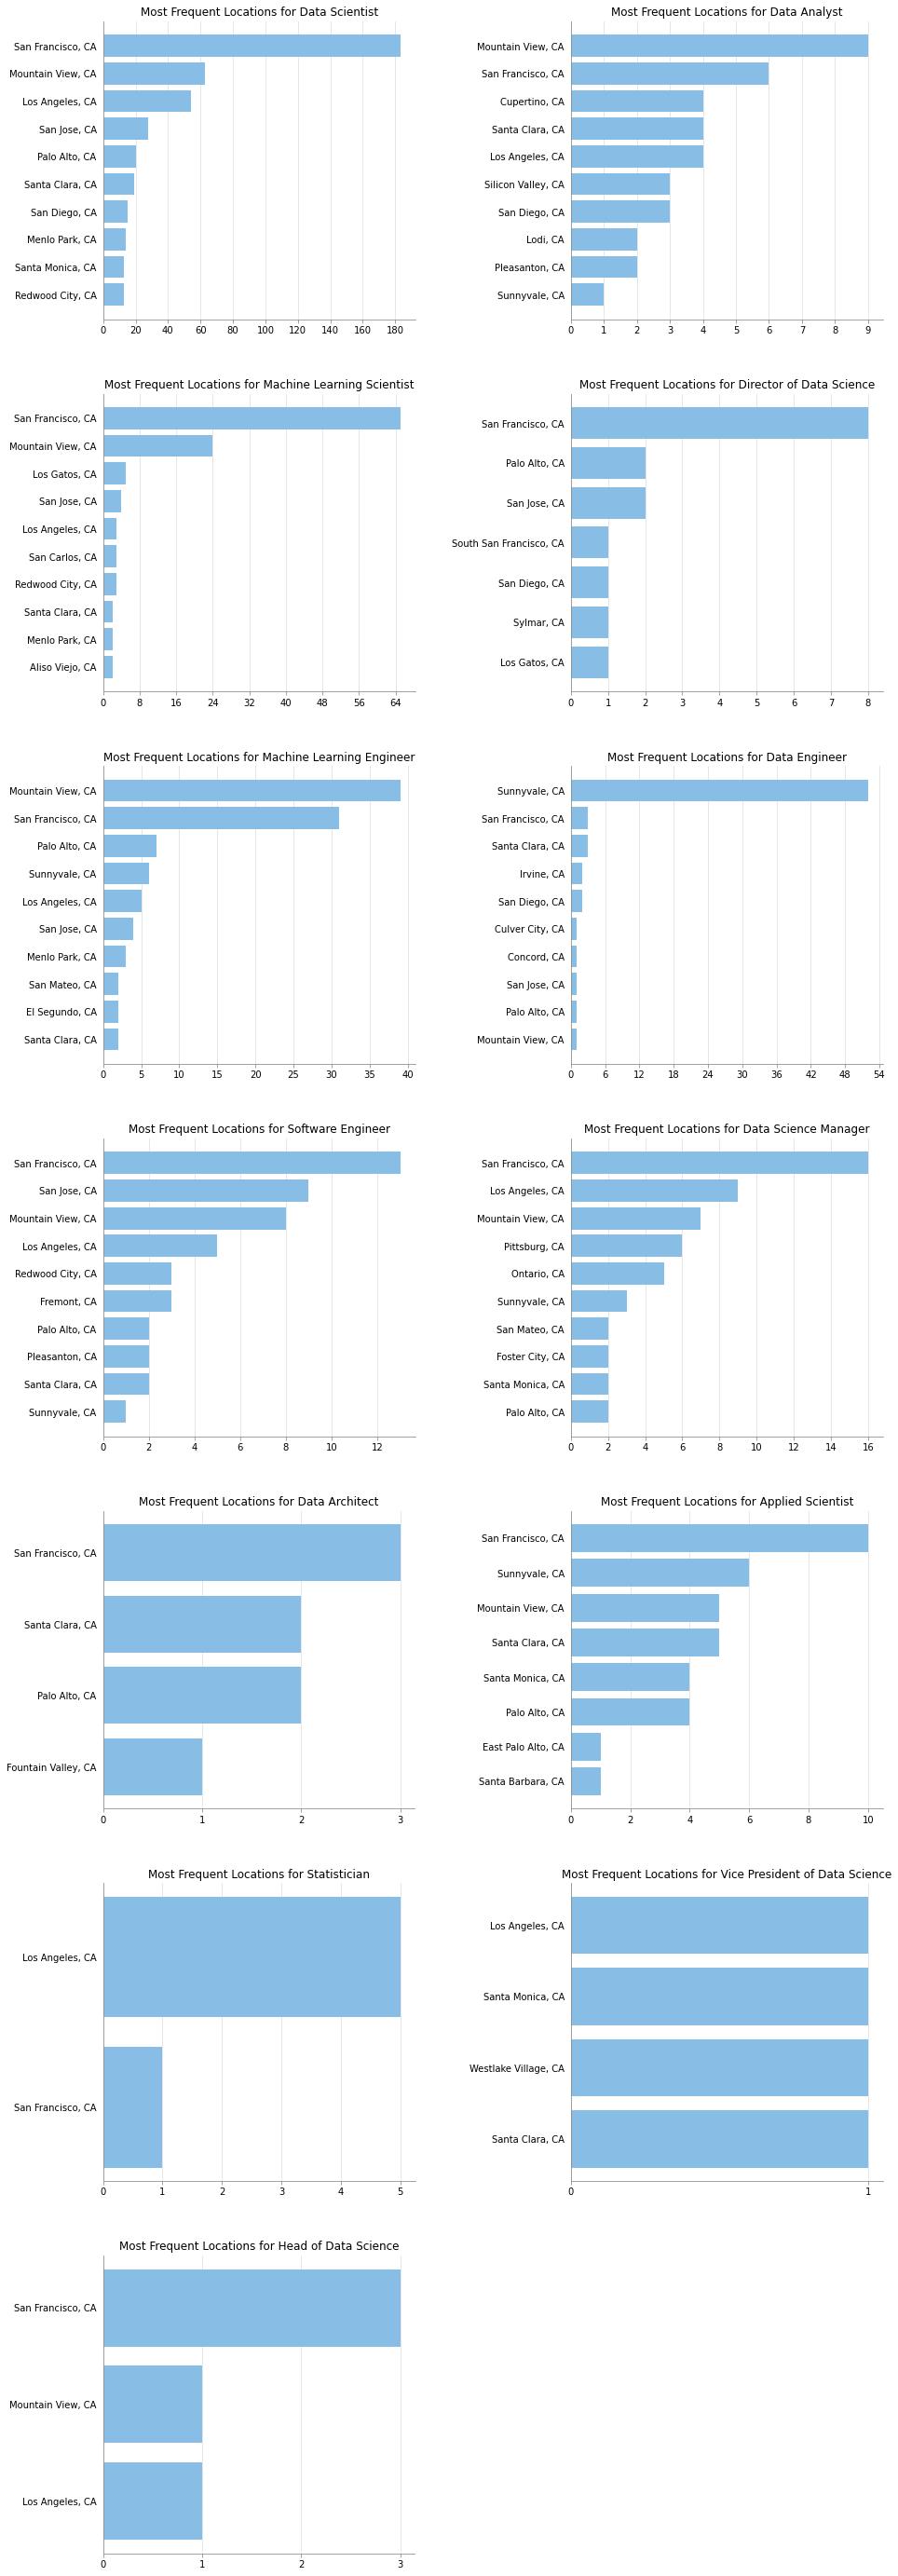 Most Frequent Locations for Data Scientist
San Francisco, CA
Mountain View, CA
Los Angeles, CA
San Jose, CA
Palo Alto, CA
Santa Clara, CA
San Diego, CA
Menlo Park, CA
Santa Monica, CA
Redwood City, CA
0 20 40 60 80 100 120 140 160 180
Most Frequent Locations for Data Analyst
Mountain View, CA
San Francisco, CA
Cupertino, CA
Santa Clara, CA
Los Angeles, CA
Silicon Valley, CA
San Diego, CA
Lodi, CA
Pleasanton, CA
Sunnyvale, CA
0 1 2 3 4 5 6 7 8 9
Most Frequent Locations for Machine Learning Scientist
San Francisco, CA
Mountain View, CA
Los Gatos, CA
San Jose, CA
Los Angeles, CA
San Carlos, CA
Redwood City, CA
Santa Clara, CA
Menlo Park, CA
Aliso Viejo, CA
0 8 16 24 32 40 48 56 64
Most Frequent Locations for Director of Data Science
San Francisco, CA
Palo Alto, CA
San Jose, CA
South San Francisco, CA
San Diego, CA
Sylmar, CA
Los Gatos, CA
0 1 2 3 4 5 6 7 8
Most Frequent Locations for Machine Learning Engineer
Mountain View, CA
San Francisco, CA
Palo Alto, CA
Sunnyvale, CA
Los Angeles, CA
San Jose, CA
Menlo Park, CA
San Mateo, CA
El Segundo, CA
Santa Clara, CA
0 5 10 15 20 25 30 35 40
Most Frequent Locations for Data Engineer
Sunnyvale, CA
San Francisco, CA
Santa Clara, CA
Irvine, CA
San Diego, CA
Culver City, CA
Concord, CA
San Jose, CA
Palo Alto, CA
Mountain View, CA
0 6 12 18 24 30 36 42 48 54
Most Frequent Locations for Software Engineer
San Francisco, CA
San Jose, CA
Mountain View, CA
Los Angeles, CA
Redwood City, CA
Fremont, CA
Palo Alto, CA
Pleasanton, CA
Santa Clara, CA
Sunnyvale, CA
0 2 4 6 8 10 12
Most Frequent Locations for Data Science Manager
San Francisco, CA
Los Angeles, CA
Mountain View, CA
Pittsburg, CA
Ontario, CA
Sunnyvale, CA
San Mateo, CA
Foster City, CA
Santa Monica, CA
Palo Alto, CA
0 2 4 6 8 10 12 14 16
Most Frequent Locations for Data Architect
San Francisco, CA
Santa Clara, CA
Palo Alto, CA
Fountain Valley, CA
0 1 2 3
Most Frequent Locations for Applied Scientist
San Francisco, CA
Sunnyvale, CA
Mountain View, CA
Santa Clara, CA
Santa Monica, CA
Palo Alto, CA
East Palo Alto, CA
Santa Barbara, CA
0 2 4 6 8 10
Most Frequent Locations for Statistician
Los Angeles, CA
San Francisco, CA
0 1 2 3 4 5
Most Frequent Locations for Vice President of Data Science
Los Angeles, CA
Santa Monica, CA
Westlake Village, CA
Santa Clara, CA
0 1
Most Frequent Locations for Head of Data Science
San Francisco, CA
Mountain View, CA
Los Angeles, CA
0 1 2 3